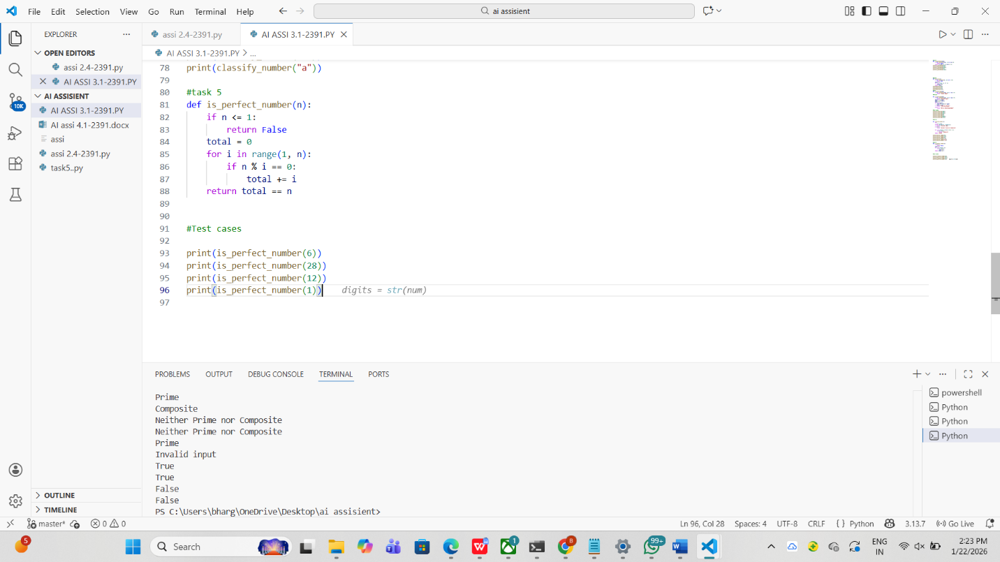 File Edit Selection View Go Run Terminal Help
ai assisient
EXPLORER
OPEN EDITORS
assi 2.4-2391.py
AI ASSI 3.1-2391.PY
AI ASSISIENT
AI ASSI 3.1-2391.PY
AI assi 4.1-2391.docx
assi
assi 2.4-2391.py
task5..py
OUTLINE
TIMELINE
10K
assi 2.4-2391.py
AI ASSI 3.1-2391.PY
AI ASSI 3.1-2391.PY > ...
78 print(classify_number("a"))
79
80 #task 5
81 def is_perfect_number(n):
82 if n <= 1:
83 return False
84 total = 0
85 for i in range(1, n):
86 if n % i == 0:
87 total += i
88 return total == n
89
90
91 #Test cases
92
93 print(is_perfect_number(6))
94 print(is_perfect_number(28))
95 print(is_perfect_number(12))
96 print(is_perfect_number(1)) digits = str(num)
97
PROBLEMS OUTPUT DEBUG CONSOLE TERMINAL PORTS
Prime
Composite
Neither Prime nor Composite
Neither Prime nor Composite
Prime
Invalid input
True
True
False
False
PS C:\Users\bharg\OneDrive\Desktop\ai assisient>
powershell
Python
Python
Python
master* 0 0 Ln 96, Col 28 Spaces: 4 UTF-8 CRLF {} Python 3.13.7 Go Live
5
Search
1
8
99+
ENG
IN
2:23 PM
1/22/2026